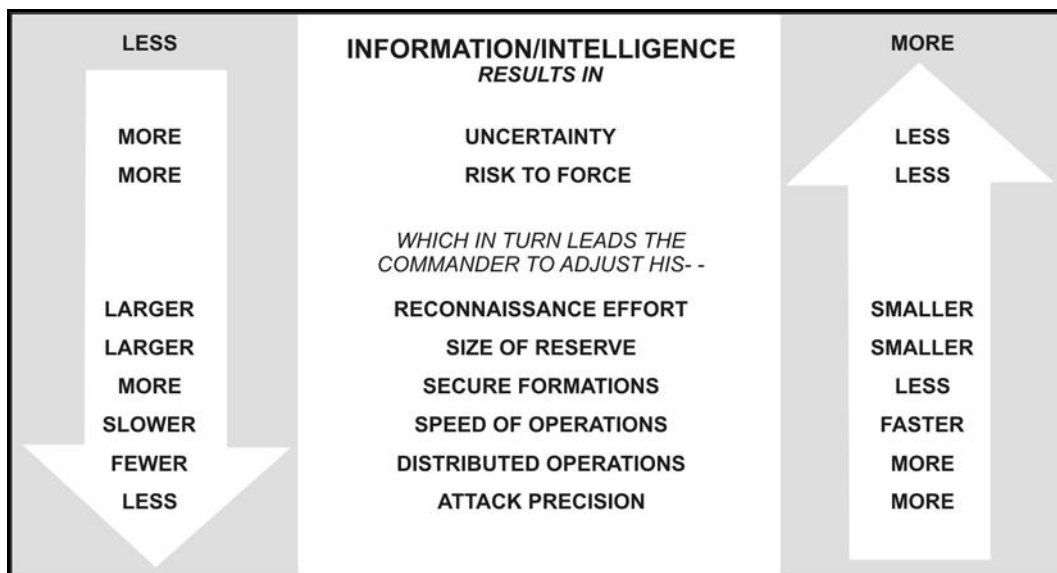 LESS INFORMATION/INTELLIGENCE MORE
RESULTS IN
MORE UNCERTAINTY LESS
MORE RISK TO FORCE LESS
WHICH IN TURN LEADS THE
COMMANDER TO ADJUST HIS- -
LARGER RECONNAISSANCE EFFORT SMALLER
LARGER SIZE OF RESERVE SMALLER
MORE SECURE FORMATIONS LESS
SLOWER SPEED OF OPERATIONS FASTER
FEWER DISTRIBUTED OPERATIONS MORE
LESS ATTACK PRECISION MORE